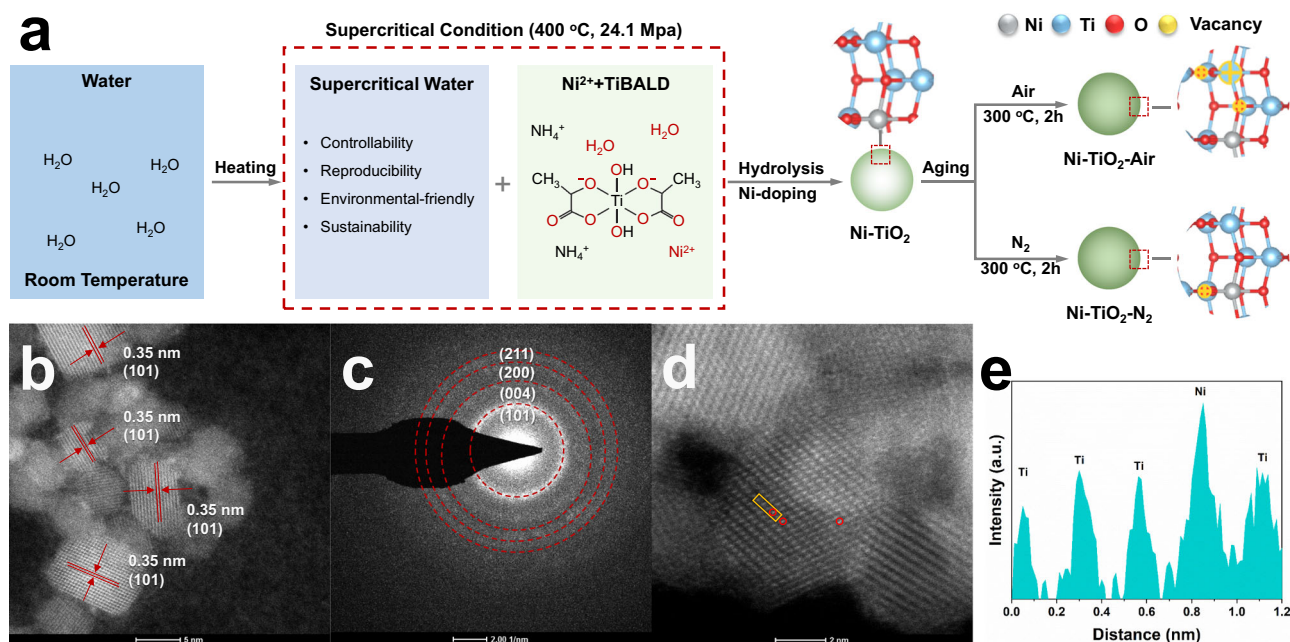 a
Supercritical Condition (400 °C, 24.1 Mpa)
Ni Ti O Vacancy
Water
H₂O
H₂O
H₂O
H₂O
H₂O
Room Temperature
Heating
Supercritical Water
• Controllability
• Reproducibility
• Environmental-friendly
• Sustainability
+
Ni²⁺+TiBALD
NH₄⁺
H₂O
H₂O
OH
CH₃
O⁻
⁻O
CH₃
Ti
O
O
O
O
OH
NH₄⁺
Ni²⁺
Hydrolysis
Ni-doping
Ni-TiO₂
Aging
Air
300 °C, 2h
Ni-TiO₂-Air
N₂
300 °C, 2h
Ni-TiO₂-N₂
b
0.35 nm
(101)
0.35 nm
(101)
0.35 nm
(101)
0.35 nm
(101)
5 nm
c
(211)
(200)
(004)
(101)
2.00 1/nm
d
2 nm
e
Intensity (a.u.)
Ti
Ti
Ti
Ni
Ti
0.0 0.2 0.4 0.6 0.8 1.0 1.2
Distance (nm)